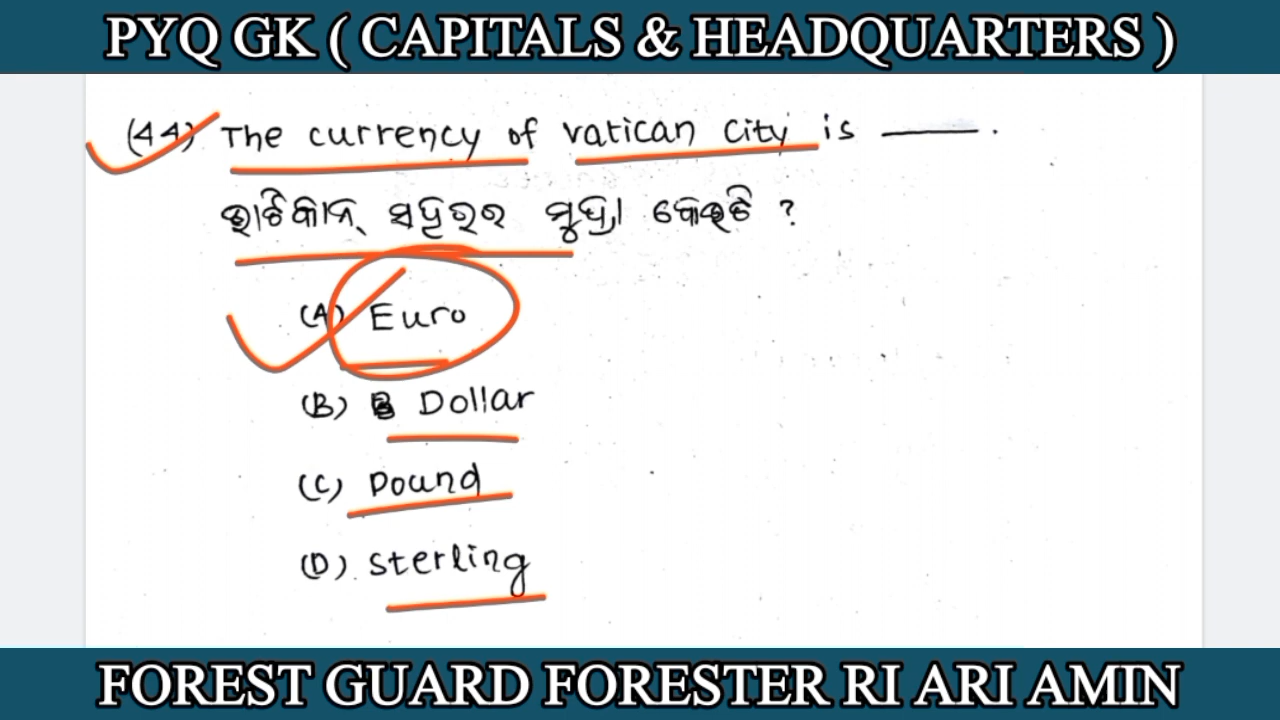 PYQ GK ( CAPITALS & HEADQUARTERS )
(44) The currency of vatican city is ———.
ଭାଟିକାନ୍ ସହରର ମୁଦ୍ରା କେଉଟି ?
(A) Euro
(B) Dollar
(C) Pound
(D). Sterling
FOREST GUARD FORESTER RI ARI AMIN